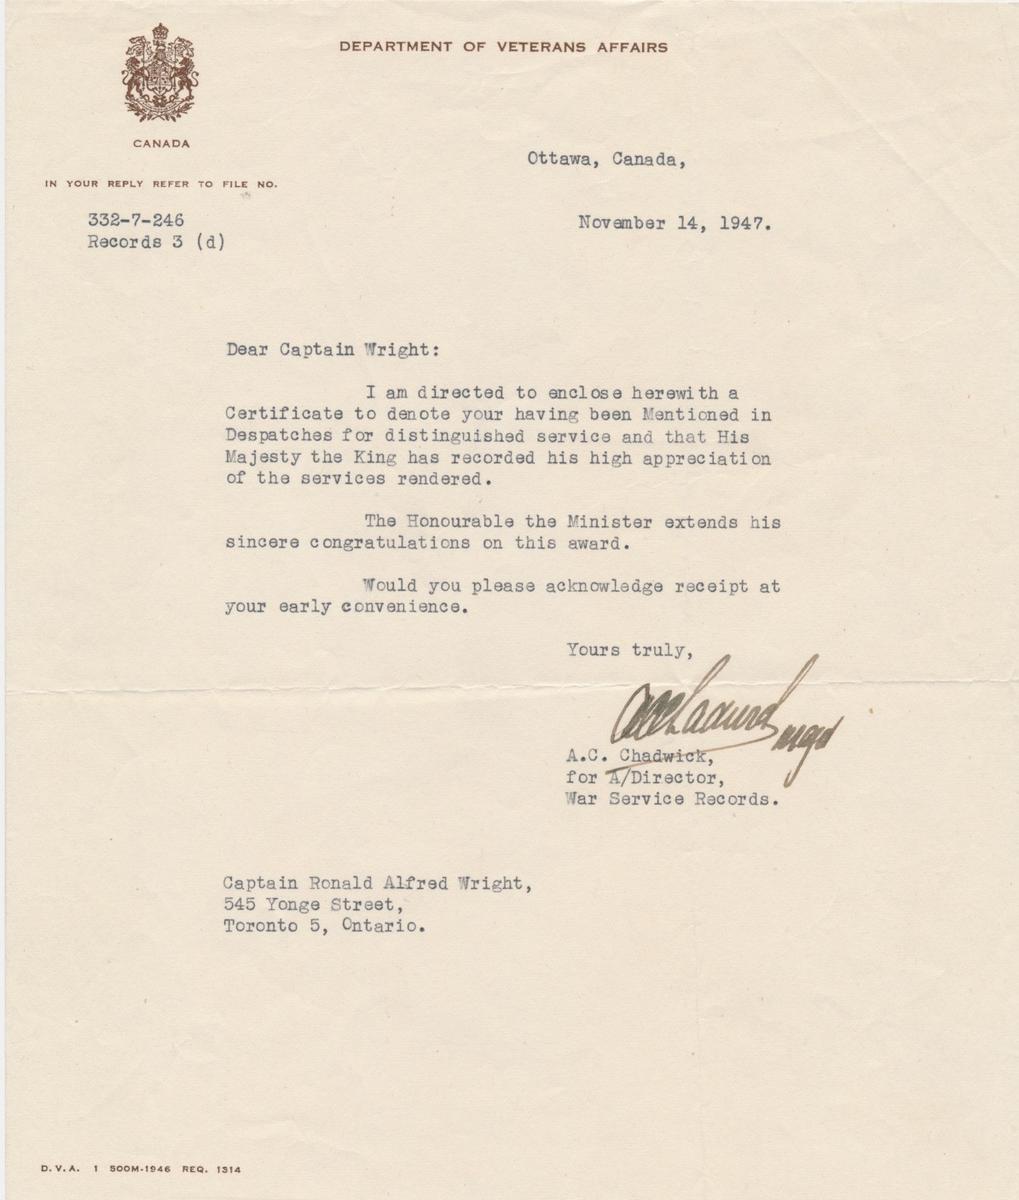 DEPARTMENT OF VETERANS AFFAIRS
CANADA
Ottawa, Canada,
IN YOUR REPLY REFER TO FILE NO.
332-7-246
Records 3 (d)
November 14, 1947.
Dear Captain Wright:
I am directed to enclose herewith a
Certificate to denote your having been Mentioned in
Despatches for distinguished service and that His
Majesty the King has recorded his high appreciation
of the services rendered.
The Honourable the Minister extends his
sincere congratulations on this award.
Would you please acknowledge receipt at
your early convenience.
Yours truly,
A.C. Chadwick,
for A/Director,
War Service Records.
Captain Ronald Alfred Wright,
545 Yonge Street,
Toronto 5, Ontario.
D.V.A. 1 500M-1946 REQ. 1314